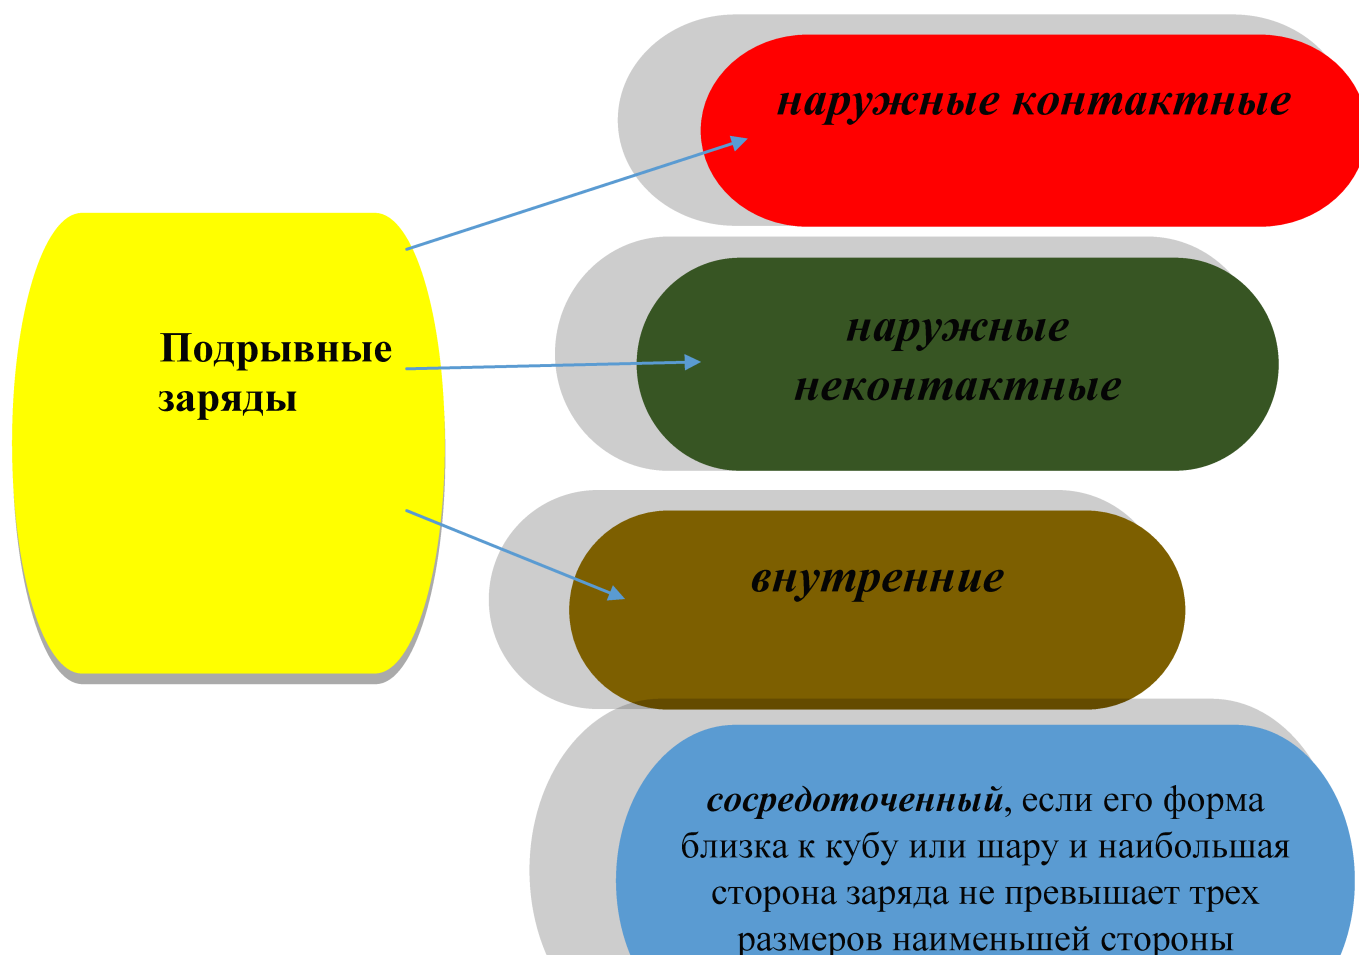 наружные контактные
Подрывные
заряды
наружные
неконтактные
внутренние
сосредоточенный, если его форма
близка к кубу или шару и наибольшая
сторона заряда не превышает трех
размеров наименьшей стороны